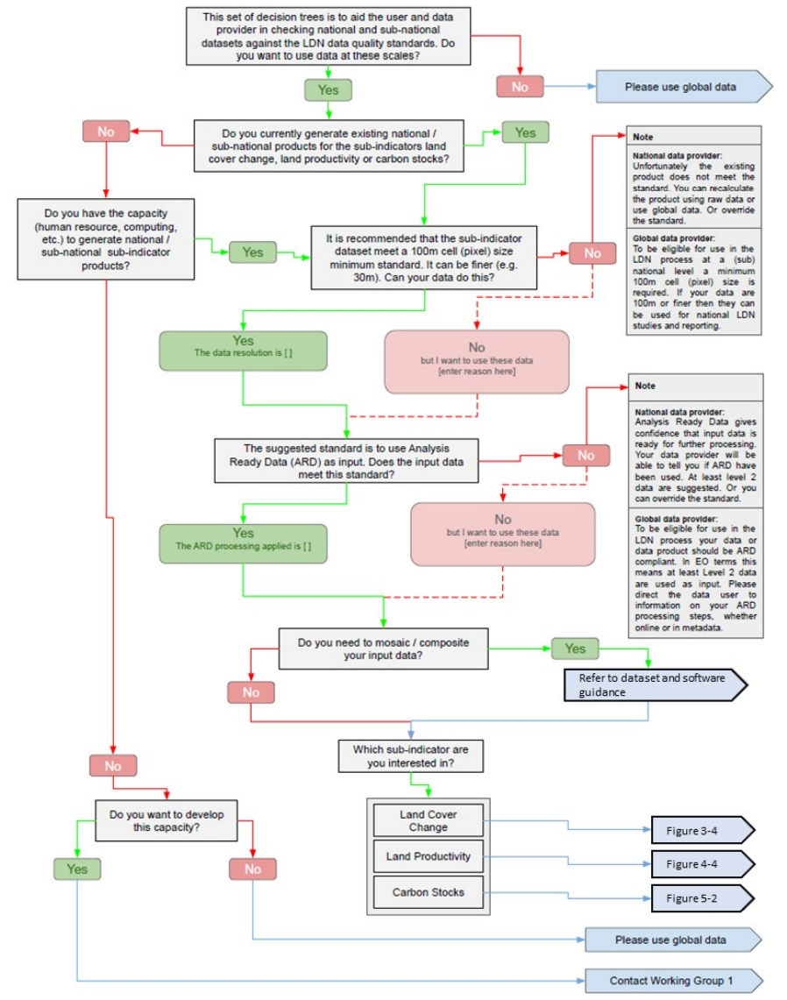 This set of decision trees is to aid the user and data
provider in checking national and sub-national
datasets against the LDN data quality standards. Do
you want to use data at these scales?
Yes
No
Please use global data
No
Do you currently generate existing national /
sub-national products for the sub-indicators land
cover change, land productivity or carbon stocks?
Yes
Note
National data provider:
Unfortunately the existing
product does not meet the
standard. You can recalculate
the product using raw data or
use global data. Or override
the standard.
Global data provider:
To be eligible for use in the
LDN process at a (sub)
national level a minimum
100m cell (pixel) size is
required. If your data are
100m or finer then they can
be used for national LDN
studies and reporting.
Do you have the capacity
(human resource, computing,
etc.) to generate national /
sub-national sub-indicator
products?
Yes
It is recommended that the sub-indicator
dataset meet a 100m cell (pixel) size
minimum standard. It can be finer (e.g.
30m). Can your data do this?
No
Yes
The data resolution is [ ]
No
but I want to use these data
[enter reason here]
Note
National data provider:
Analysis Ready Data gives
confidence that input data is
ready for further processing.
Your data provider will be
able to tell you if ARD have
been used. At least level 2
data are suggested. Or you
can override the standard.
Global data provider:
To be eligible for use in the
LDN process your data or
data product should be ARD
compliant. In EO terms this
means at least Level 2 data
are used as input. Please
direct the data user to
information on your ARD
processing steps, whether
online or in metadata.
The suggested standard is to use Analysis
Ready Data (ARD) as input. Does the input data
meet this standard?
No
Yes
The ARD processing applied is [ ]
No
but I want to use these data
[enter reason here]
Do you need to mosaic / composite
your input data?
Yes
No
Refer to dataset and software
guidance
Which sub-indicator are
you interested in?
No
Do you want to develop
this capacity?
Yes
No
Land Cover
Change
Figure 3-4
Land Productivity
Figure 4-4
Carbon Stocks
Figure 5-2
Please use global data
Contact Working Group 1